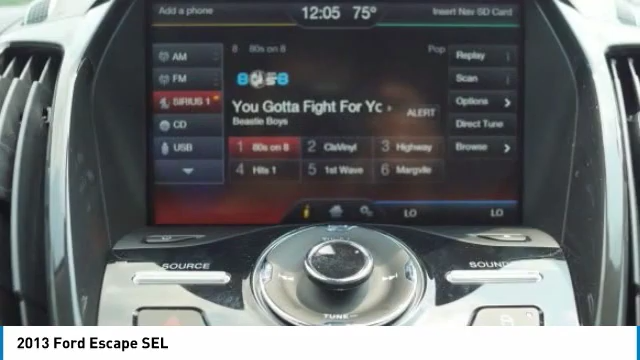 Add a phone 12:05 75° Insert Nav SD Card
8 80s on 8 Pop
AM
FM
SIRIUS 1
CD
USB
You Gotta Fight For Yo
ALERT
Beastie Boys
1 80s on 8 2 ClsVinyl 3 Highway
4 Hits 1 5 1st Wave 6 Margvlle
Replay
Scan
Options
Direct Tune
Browse
LO LO
SOURCE SOUND
TUNE
2013 Ford Escape SEL